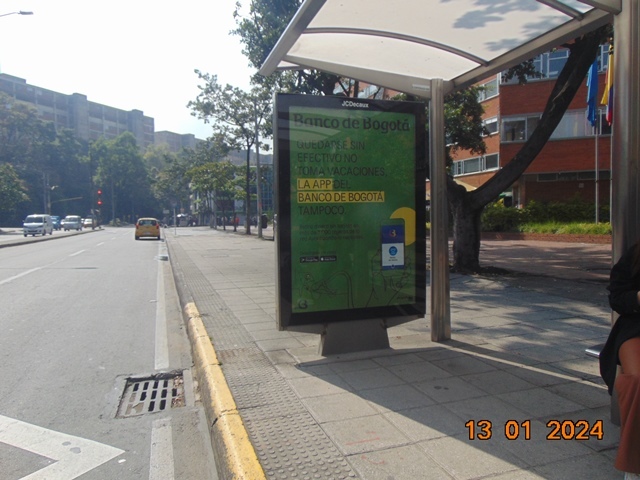 JCDecaux
Banco de Bogotá
QUEDARSE SIN
EFECTIVO NO
TOMA VACACIONES.
LA APP DEL
BANCO DE BOGOTÁ
TAMPOCO.
13 01 2024